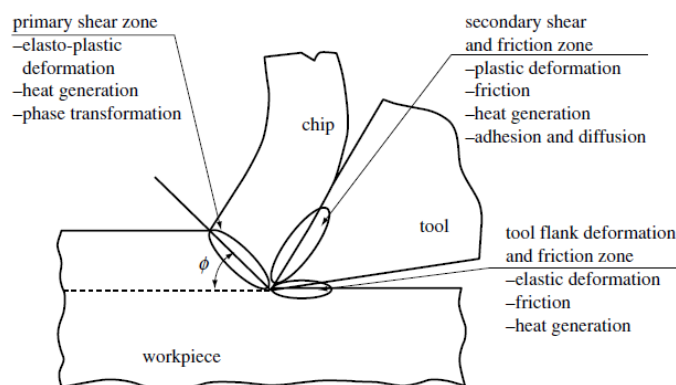 primary shear zone
–elasto-plastic
deformation
–heat generation
–phase transformation
secondary shear
and friction zone
–plastic deformation
–friction
–heat generation
–adhesion and diffusion
chip
tool
tool flank deformation
and friction zone
–elastic deformation
–friction
–heat generation
ϕ
workpiece